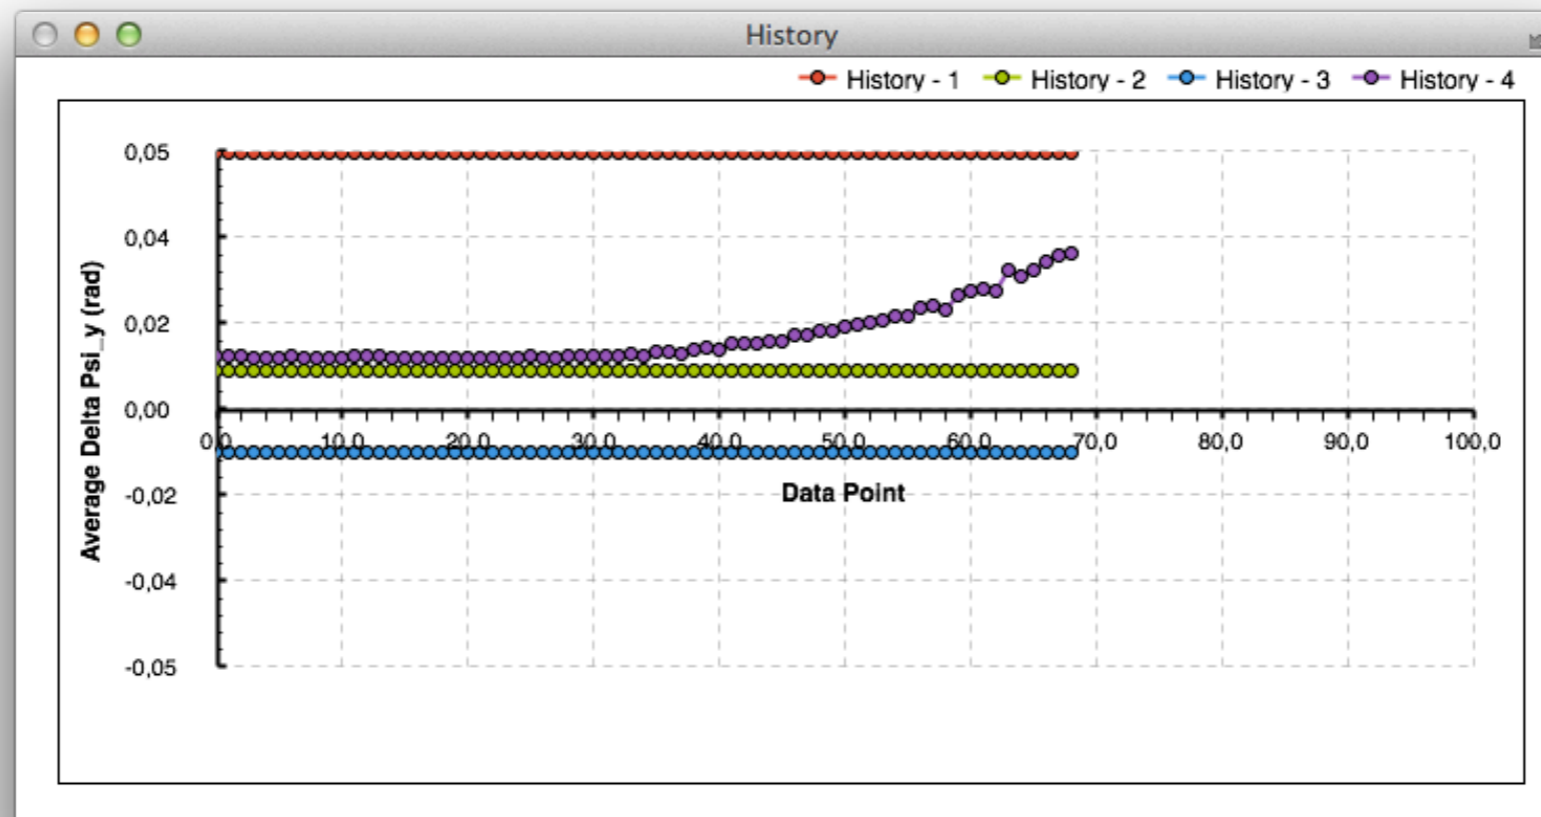 History
History - 1 History - 2 History - 3 History - 4
Average Delta Psi_y (rad)
0,05
0,04
0,02
0,00
-0,02
-0,04
-0,05
0,0 10,0 20,0 30,0 40,0 50,0 60,0 70,0 80,0 90,0 100,0
Data Point